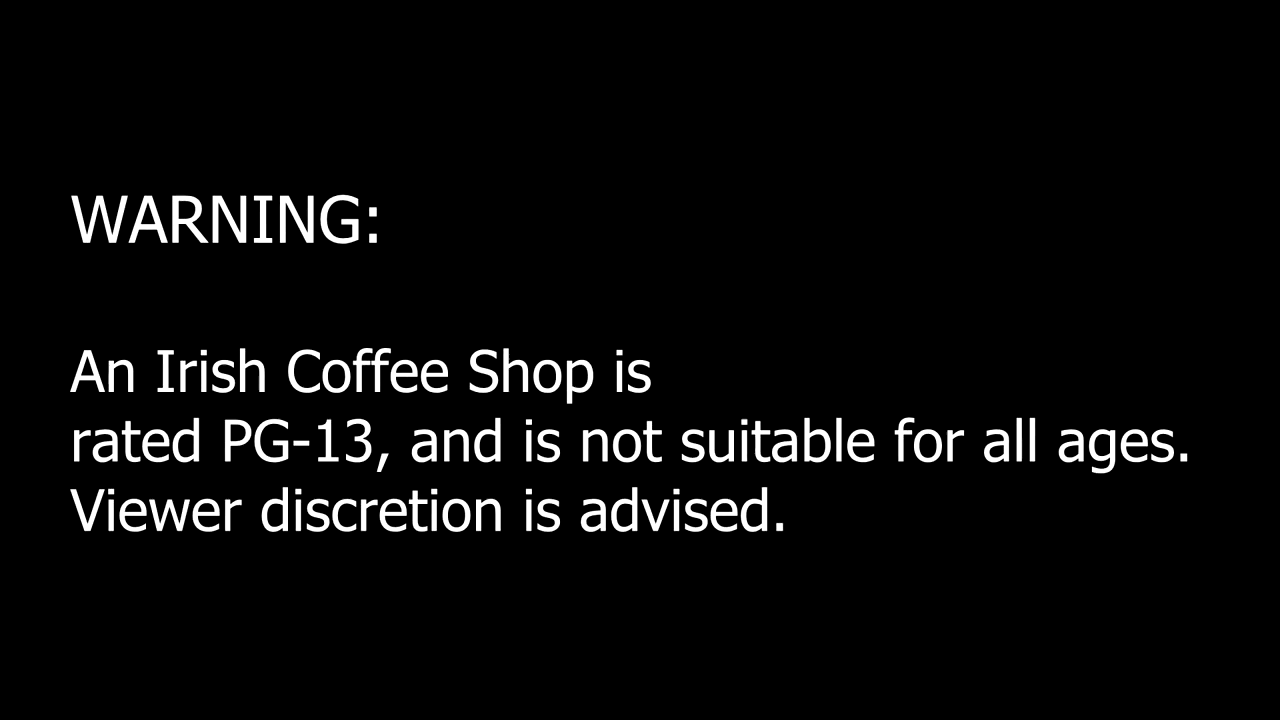 WARNING:
An Irish Coffee Shop is
rated PG-13, and is not suitable for all ages.
Viewer discretion is advised.